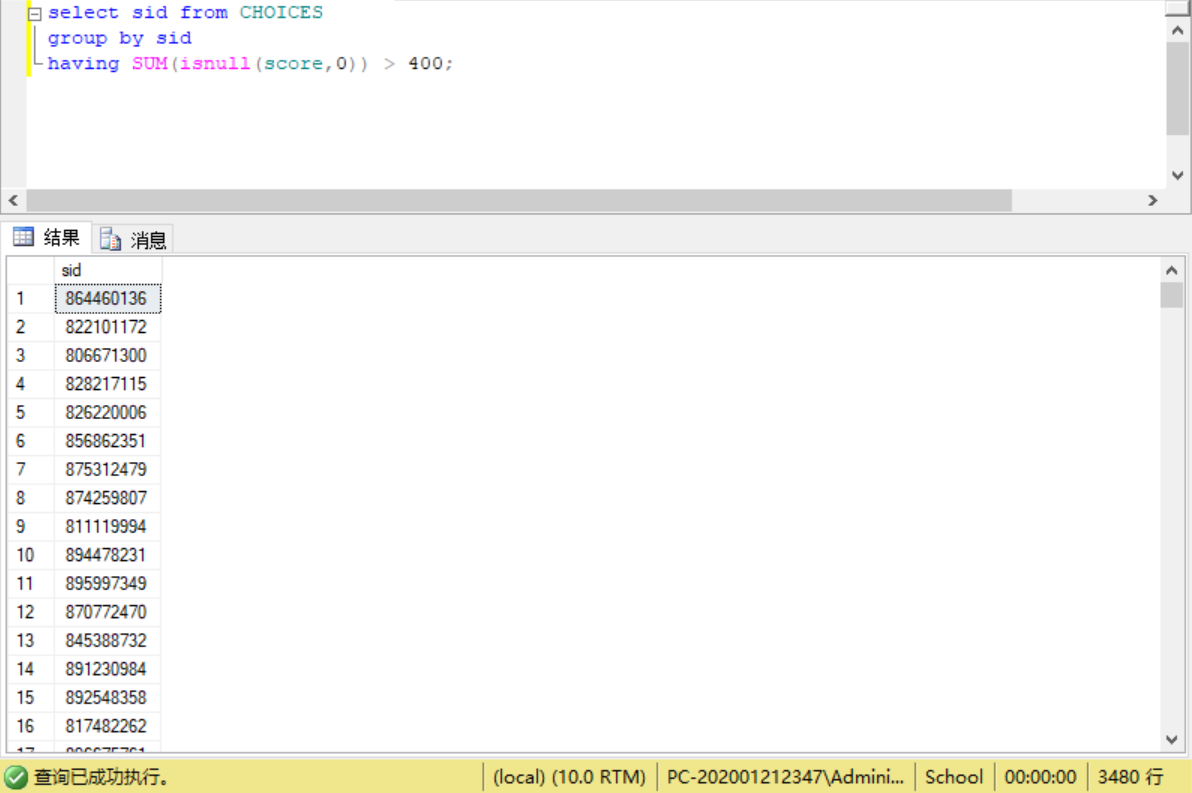 select sid from CHOICES
group by sid
having SUM(isnull(score,0)) > 400;
结果 消息
sid
1 864460136
2 822101172
3 806671300
4 828217115
5 826220006
6 856862351
7 875312479
8 874259807
9 811119994
10 894478231
11 895997349
12 870772470
13 845388732
14 891230984
15 892548358
16 817482262
17
查询已成功执行。 (local) (10.0 RTM) PC-202001212347\Admini... School 00:00:00 3480 行